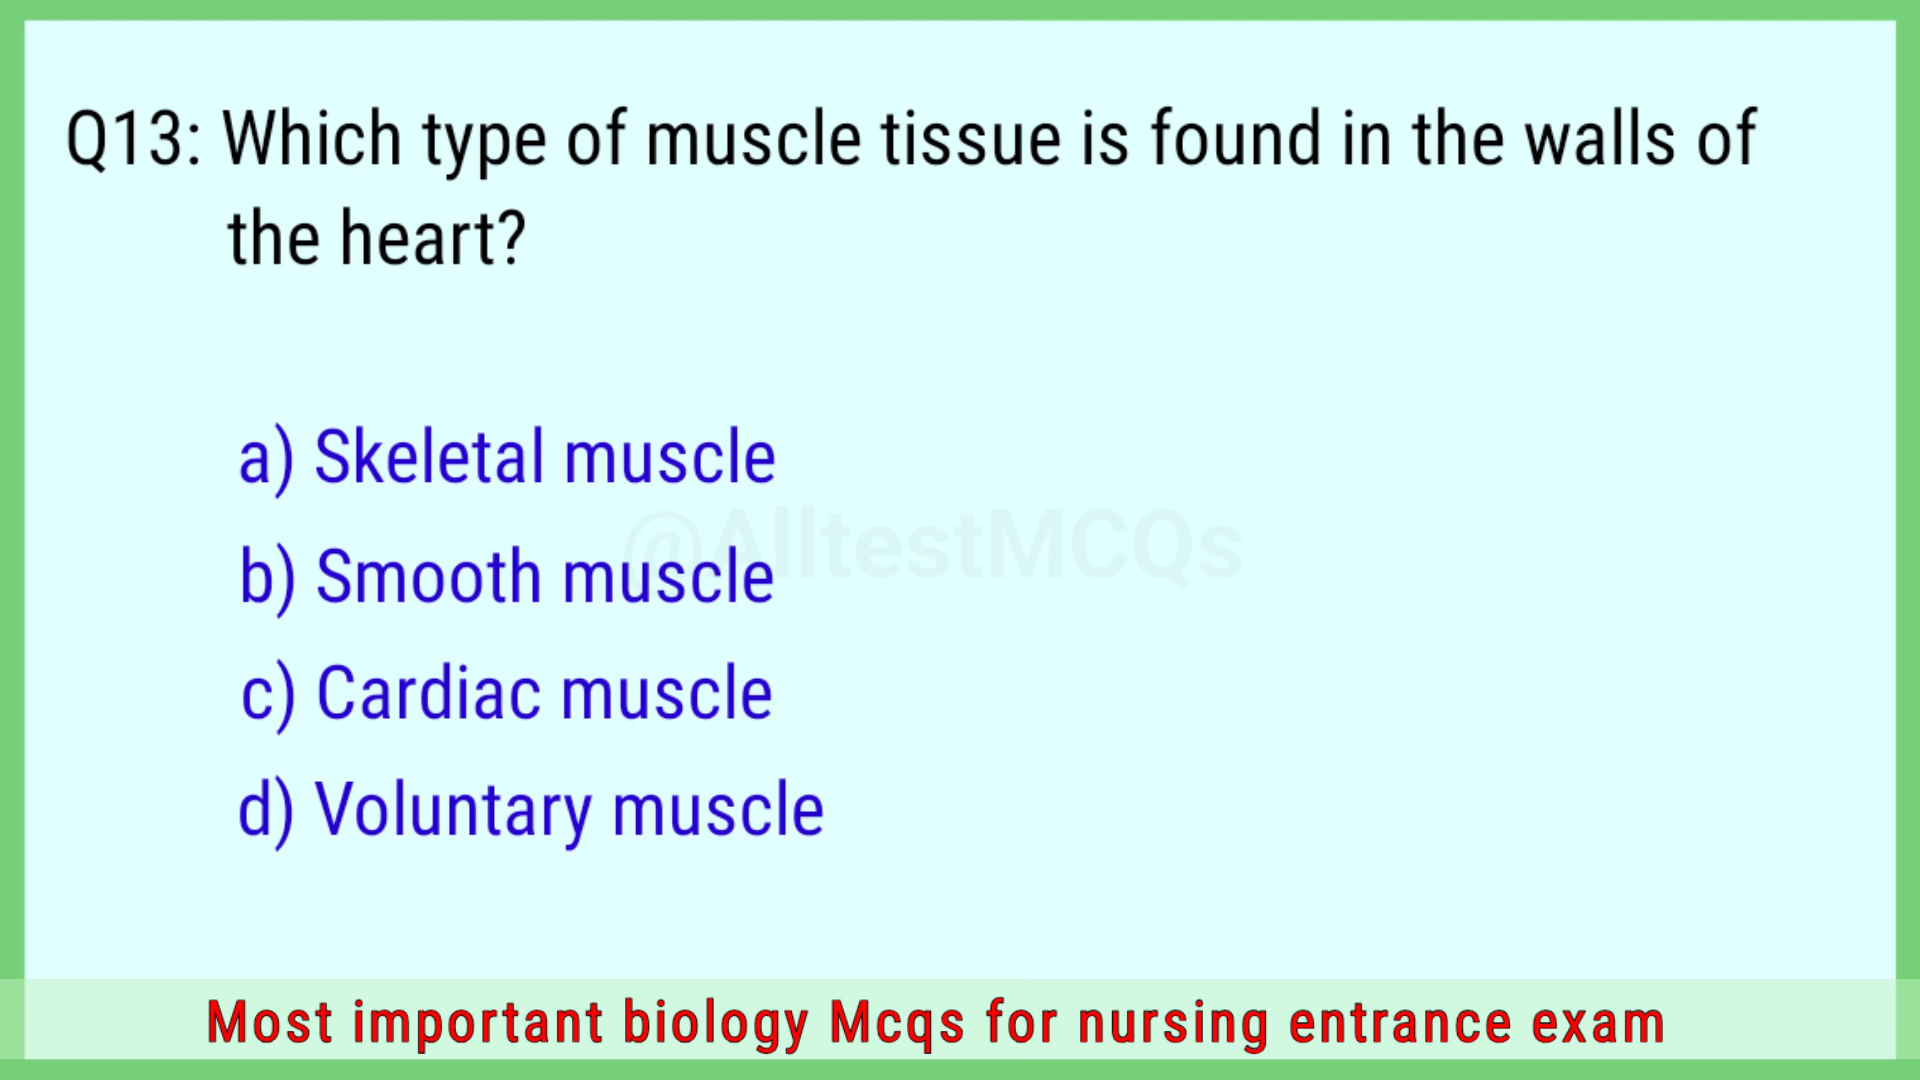 Q13: Which type of muscle tissue is found in the walls of
the heart?
a) Skeletal muscle
@AlltestMCQs
b) Smooth muscle
c) Cardiac muscle
d) Voluntary muscle
Most important biology Mcqs for nursing entrance exam